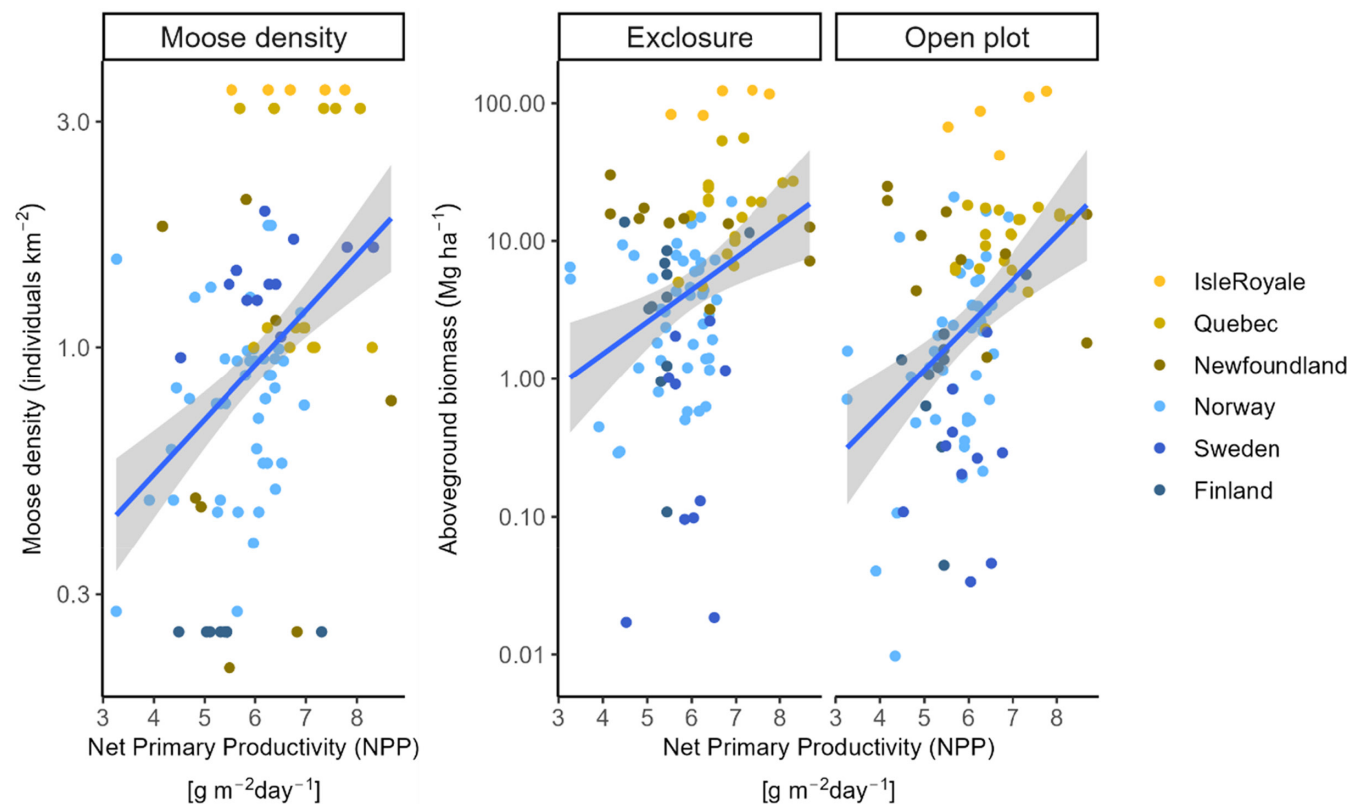 Moose density
Exclosure
Open plot
Moose density (individuals km⁻²)
3.0
1.0
0.3
3 4 5 6 7 8
Net Primary Productivity (NPP)
[g m⁻²day⁻¹]
Aboveground biomass (Mg ha⁻¹)
100.00
10.00
1.00
0.10
0.01
3 4 5 6 7 8
3 4 5 6 7 8
Net Primary Productivity (NPP)
[g m⁻²day⁻¹]
IsleRoyale
Quebec
Newfoundland
Norway
Sweden
Finland